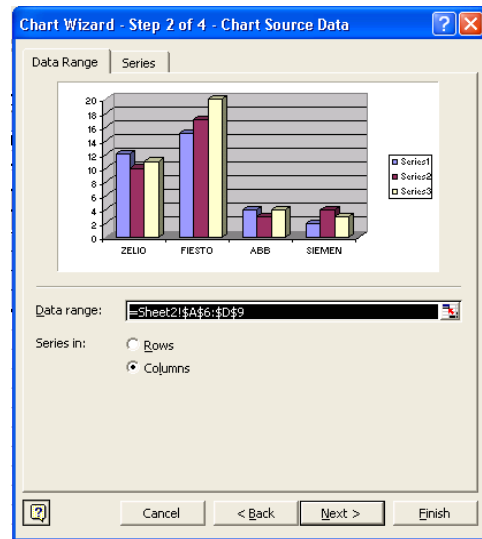 Chart Wizard - Step 2 of 4 - Chart Source Data
Data Range
Series
20
18
16
14
12
10
8
6
4
2
0
ZELIO FIESTO ABB SIEMEN
Series1
Series2
Series3
Data range: =Sheet2!$A$6:$D$9
Series in: Rows
Columns
Cancel < Back Next > Finish